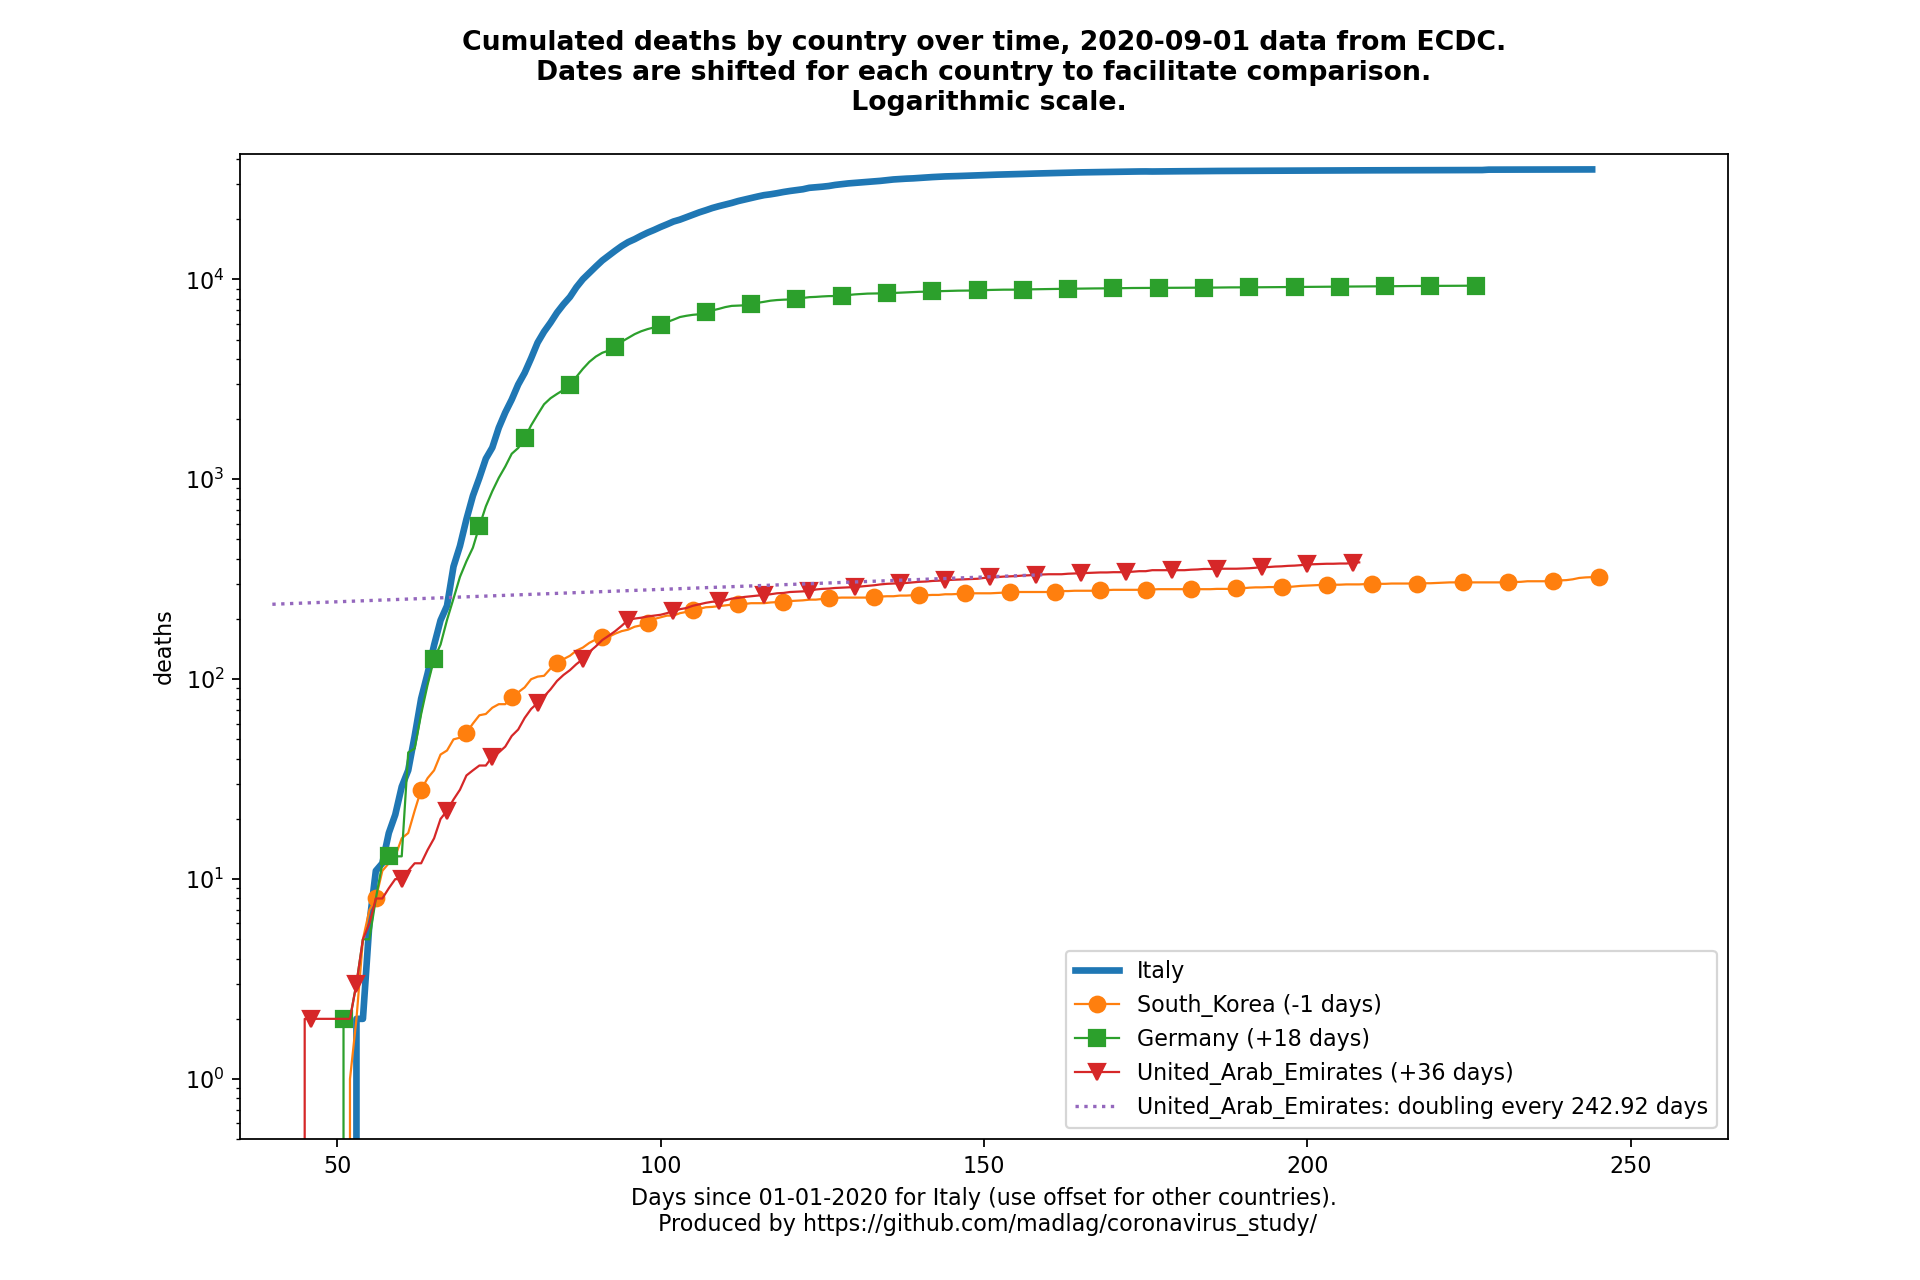 Cumulated deaths by country over time, 2020-09-01 data from ECDC.
Dates are shifted for each country to facilitate comparison.
Logarithmic scale.
10^4
10^3
10^2
10^1
10^0
deaths
Italy
South_Korea (-1 days)
Germany (+18 days)
United_Arab_Emirates (+36 days)
United_Arab_Emirates: doubling every 242.92 days
50 100 150 200 250
Days since 01-01-2020 for Italy (use offset for other countries).
Produced by https://github.com/madlag/coronavirus_study/